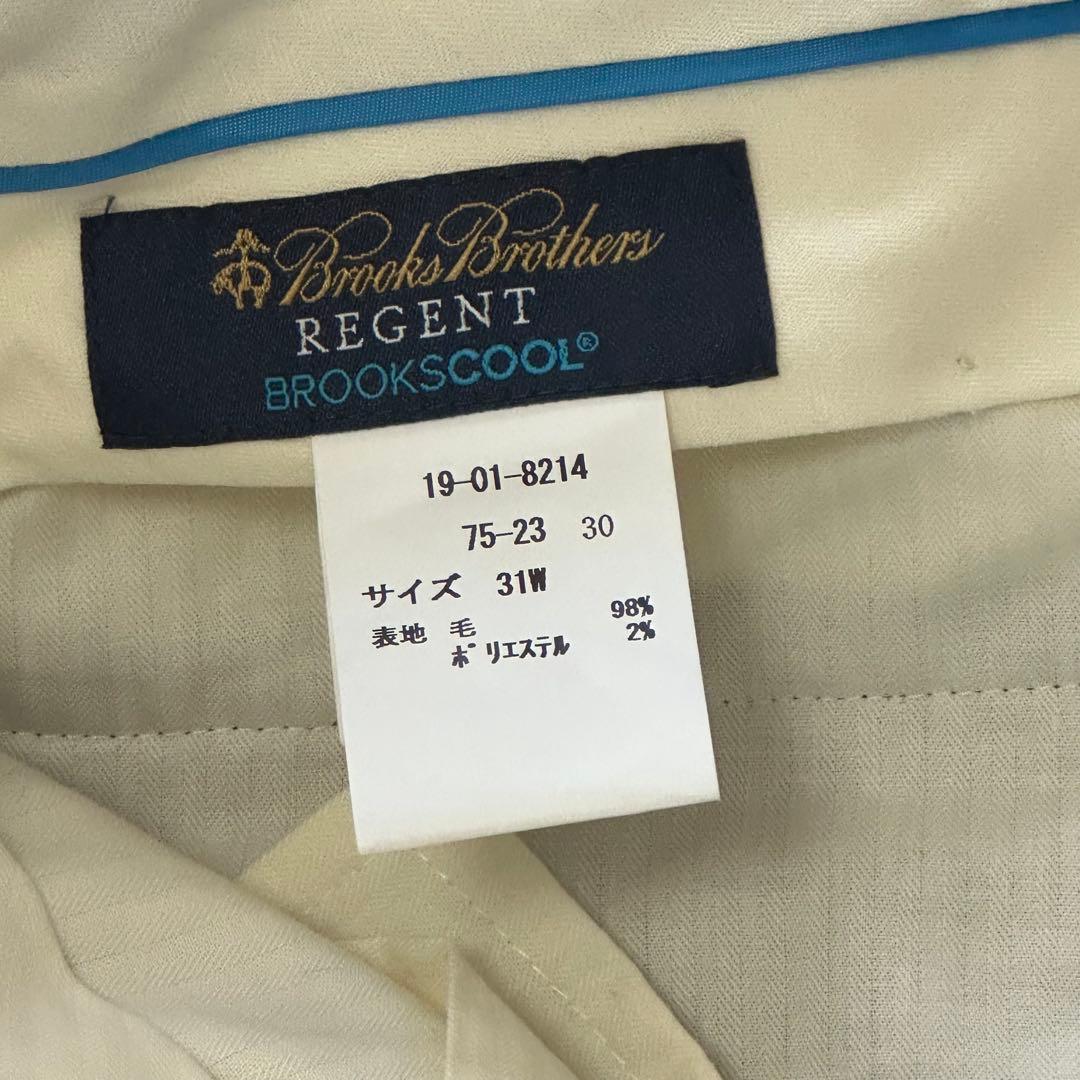 Brooks Brothers
REGENT
BROOKSCOOL®
19-01-8214
75-23 30
サイズ 31W
表地 毛 98%
ポリエステル 2%